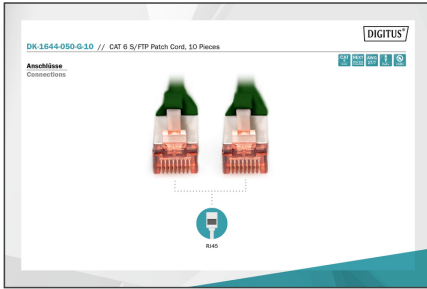 DIGITUS®
DK-1644-050-G-10 // CAT 6 S/FTP Patch Cord, 10 Pieces
Anschlüsse
Connections
RJ45